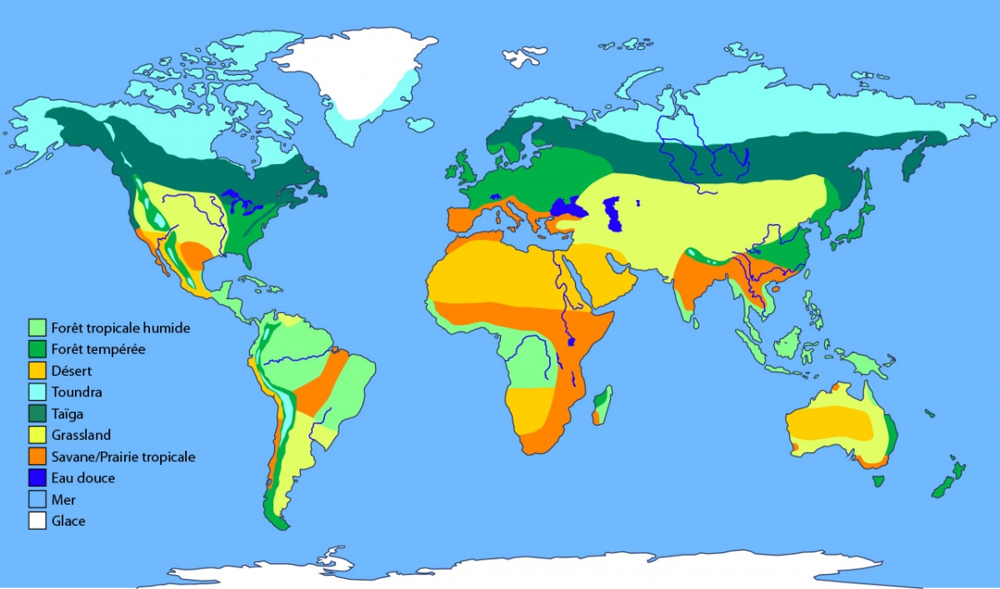 Forêt tropicale humide
Forêt tempérée
Désert
Toundra
Taïga
Grassland
Savane/Prairie tropicale
Eau douce
Mer
Glace